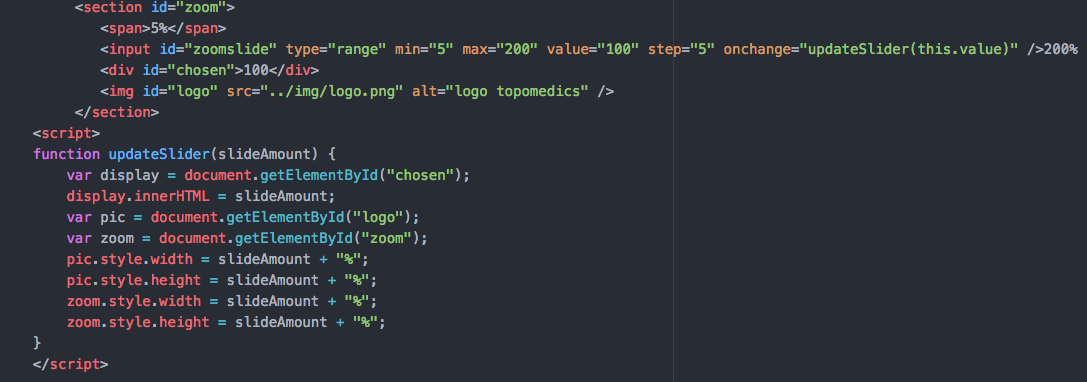 <section id="zoom">
<span>5%</span>
<input id="zoomslide" type="range" min="5" max="200" value="100" step="5" onchange="updateSlider(this.value)" />200%
<div id="chosen">100</div>
<img id="logo" src="../img/logo.png" alt="logo topomedics" />
</section>
<script>
function updateSlider(slideAmount) {
var display = document.getElementById("chosen");
display.innerHTML = slideAmount;
var pic = document.getElementById("logo");
var zoom = document.getElementById("zoom");
pic.style.width = slideAmount + "%";
pic.style.height = slideAmount + "%";
zoom.style.width = slideAmount + "%";
zoom.style.height = slideAmount + "%";
}
</script>